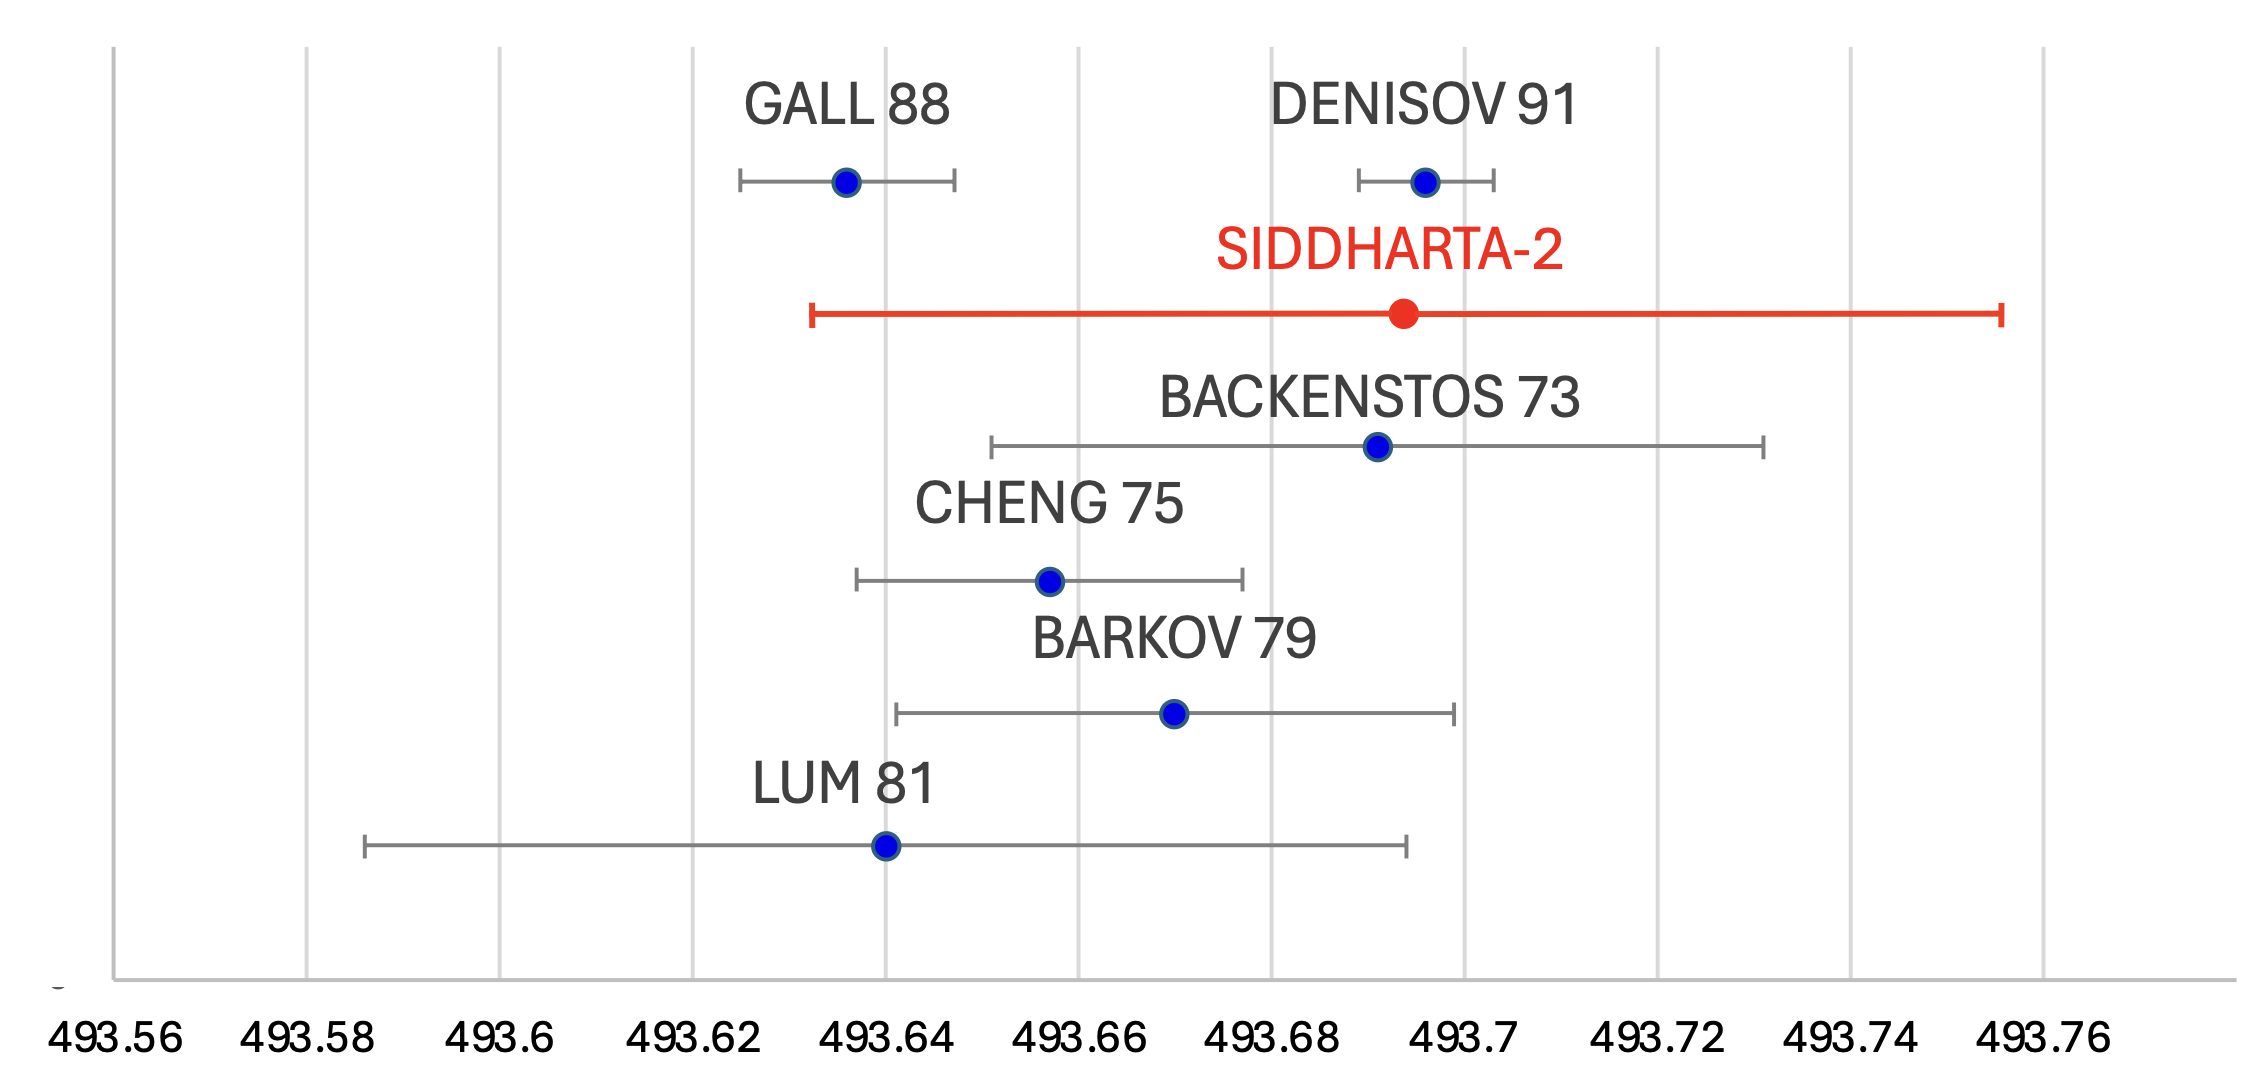 GALL 88 DENISOV 91
SIDDHARTA-2
BACKENSTOS 73
CHENG 75
BARKOV 79
LUM 81
493.56 493.58 493.6 493.62 493.64 493.66 493.68 493.7 493.72 493.74 493.76